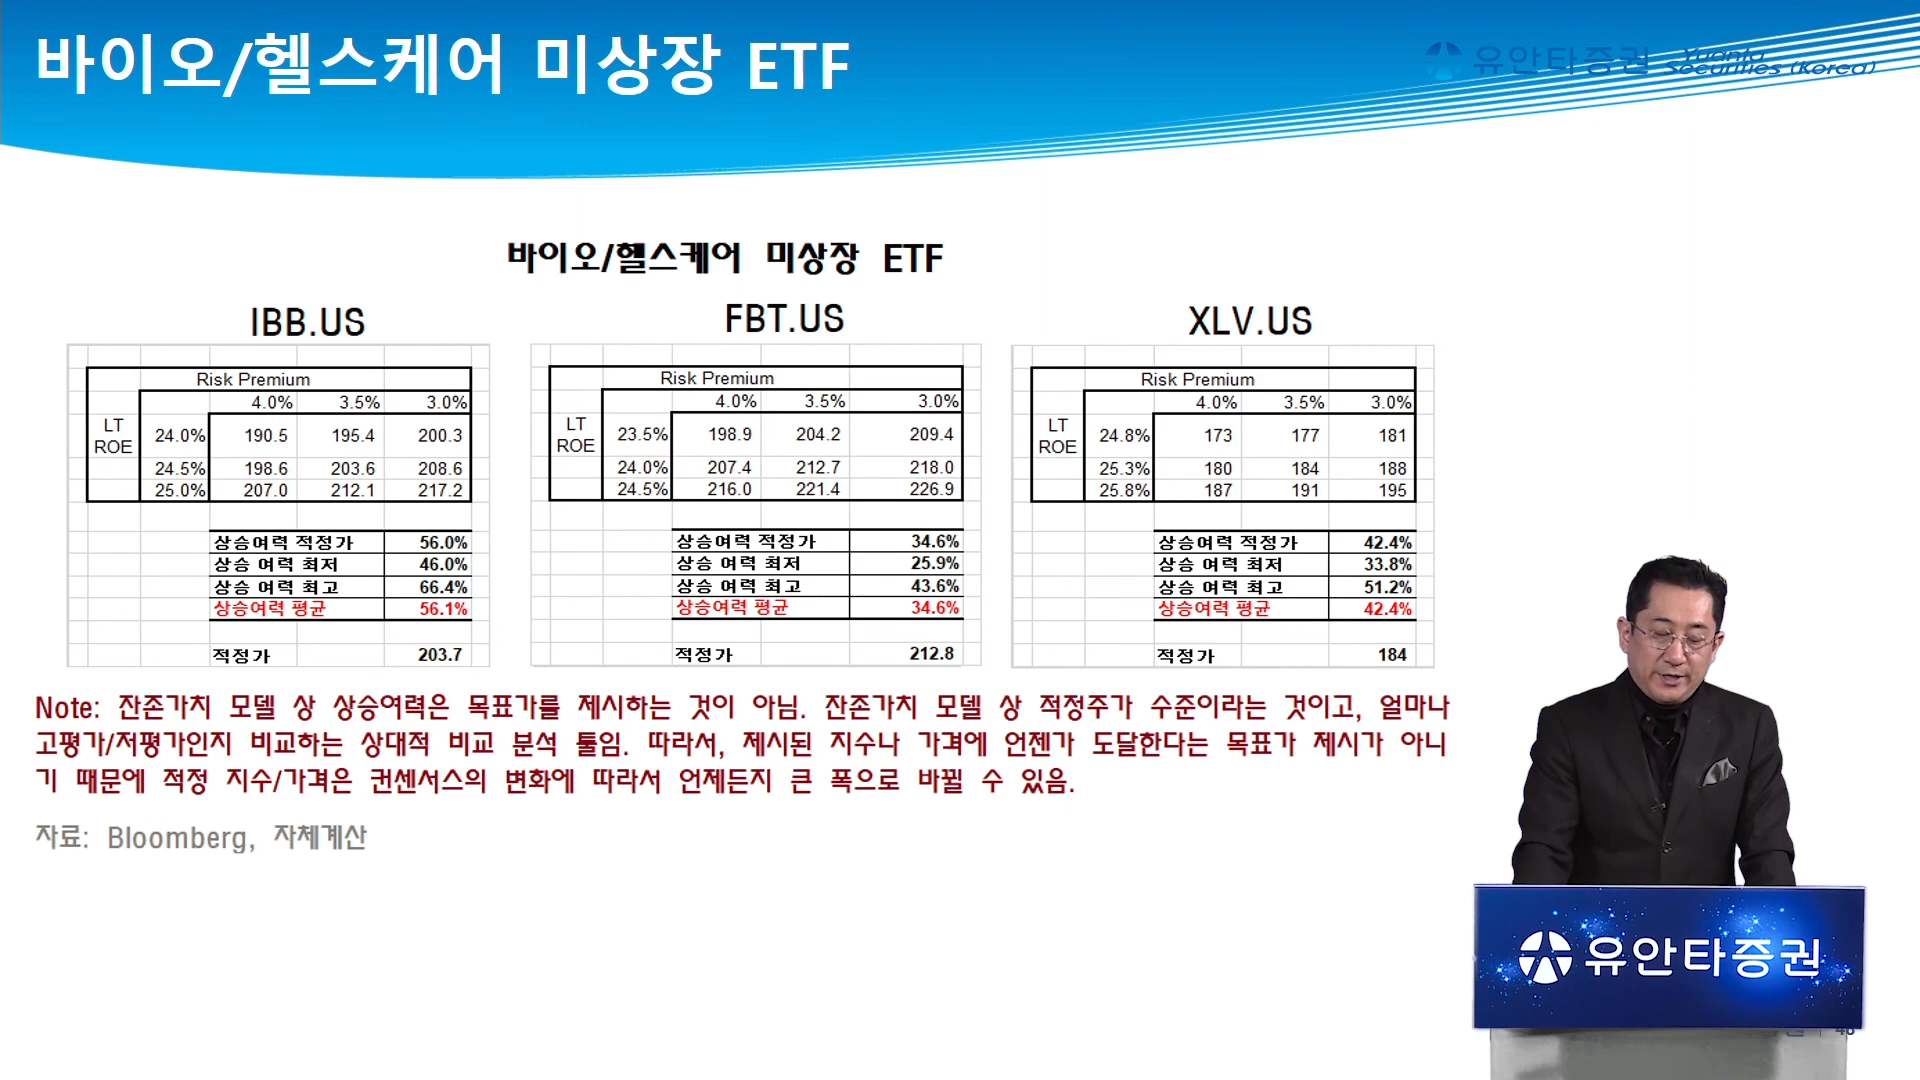 바이오/헬스케어 미상장 ETF
유안타증권 Yuanta Securities (Korea)
바이오/헬스케어 미상장 ETF
IBB.US
Risk Premium
4.0% 3.5% 3.0%
LT ROE
24.0% 190.5 195.4 200.3
24.5% 198.6 203.6 208.6
25.0% 207.0 212.1 217.2
상승여력 적정가 56.0%
상승 여력 최저 46.0%
상승 여력 최고 66.4%
상승여력 평균 56.1%
적정가 203.7
FBT.US
Risk Premium
4.0% 3.5% 3.0%
LT ROE
23.5% 198.9 204.2 209.4
24.0% 207.4 212.7 218.0
24.5% 216.0 221.4 226.9
상승여력 적정가 34.6%
상승 여력 최저 25.9%
상승 여력 최고 43.6%
상승여력 평균 34.6%
적정가 212.8
XLV.US
Risk Premium
4.0% 3.5% 3.0%
LT ROE
24.8% 173 177 181
25.3% 180 184 188
25.8% 187 191 195
상승여력 적정가 42.4%
상승 여력 최저 33.8%
상승 여력 최고 51.2%
상승여력 평균 42.4%
적정가 184
Note: 잔존가치 모델 상 상승여력은 목표가를 제시하는 것이 아님. 잔존가치 모델 상 적정주가 수준이라는 것이고, 얼마나
고평가/저평가인지 비교하는 상대적 비교 분석 툴임. 따라서, 제시된 지수나 가격에 언젠가 도달한다는 목표가 제시가 아니
기 때문에 적정 지수/가격은 컨센서스의 변화에 따라서 언제든지 큰 폭으로 바뀔 수 있음.
자료: Bloomberg, 자체계산
유안타증권